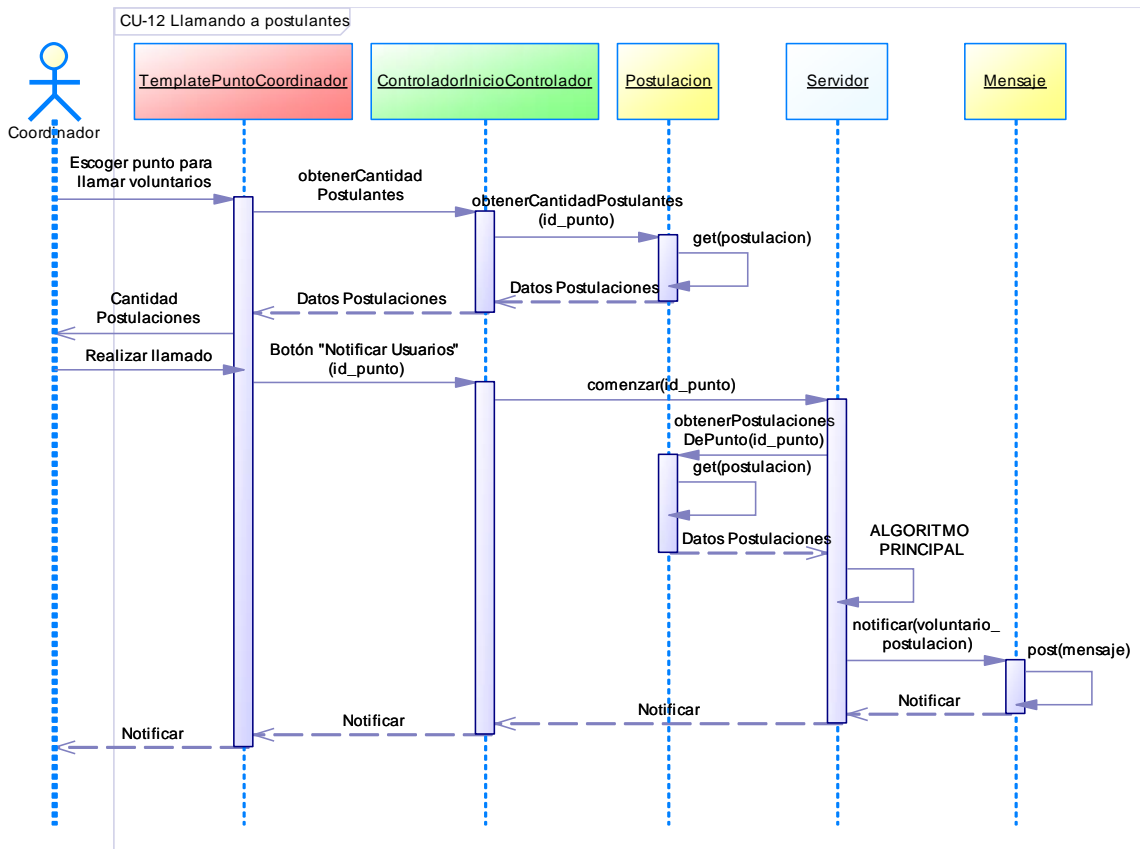 CU-12 Llamando a postulantes
Coordinador
TemplatePuntoCoordinador
ControladorInicioControlador
Postulacion
Servidor
Mensaje
Escoger punto para
llamar voluntarios
obtenerCantidad
Postulantes
obtenerCantidadPostulantes
(id_punto)
get(postulacion)
Datos Postulaciones
Datos Postulaciones
Cantidad
Postulaciones
Realizar llamado
Botón "Notificar Usuarios"
(id_punto)
comenzar(id_punto)
obtenerPostulaciones
DePunto(id_punto)
get(postulacion)
Datos Postulaciones
ALGORITMO
PRINCIPAL
notificar(voluntario_
postulacion)
post(mensaje)
Notificar
Notificar
Notificar
Notificar